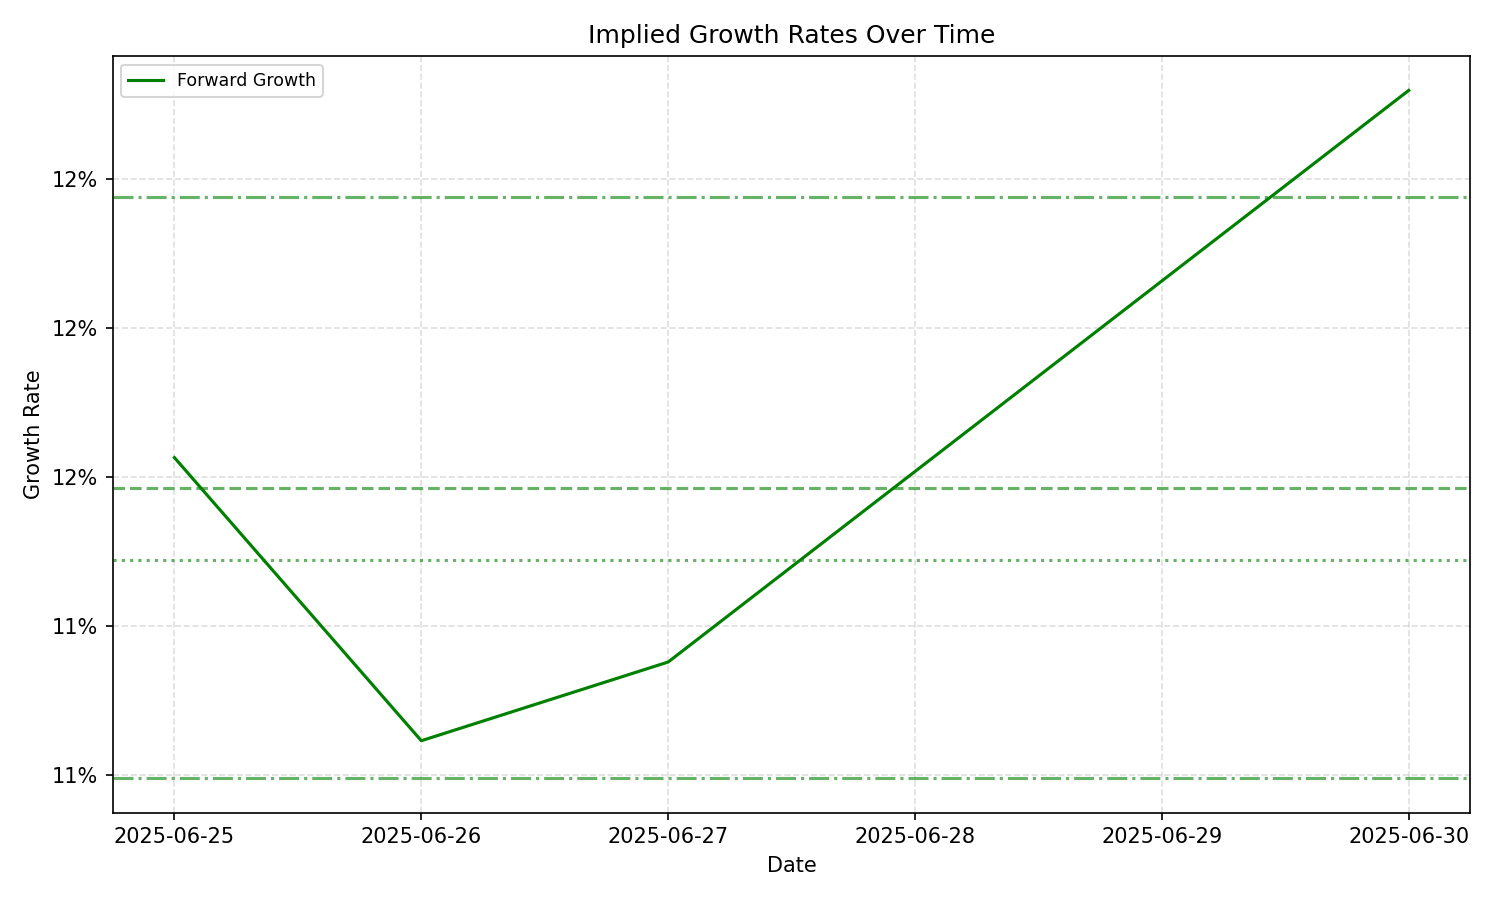 Implied Growth Rates Over Time
Forward Growth
12%
12%
12%
11%
11%
Growth Rate
2025-06-25
2025-06-26
2025-06-27
2025-06-28
2025-06-29
2025-06-30
Date